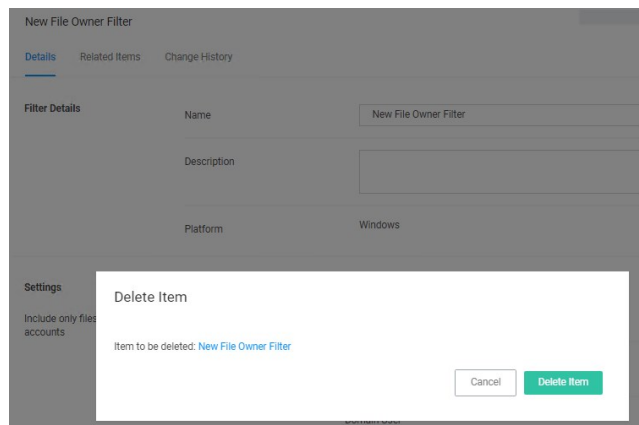 New File Owner Filter
Details Related Items Change History
Filter Details
Name New File Owner Filter
Description
Platform Windows
Settings
Include only files
accounts
Delete Item
Item to be deleted: New File Owner Filter
Cancel Delete Item
Domain User